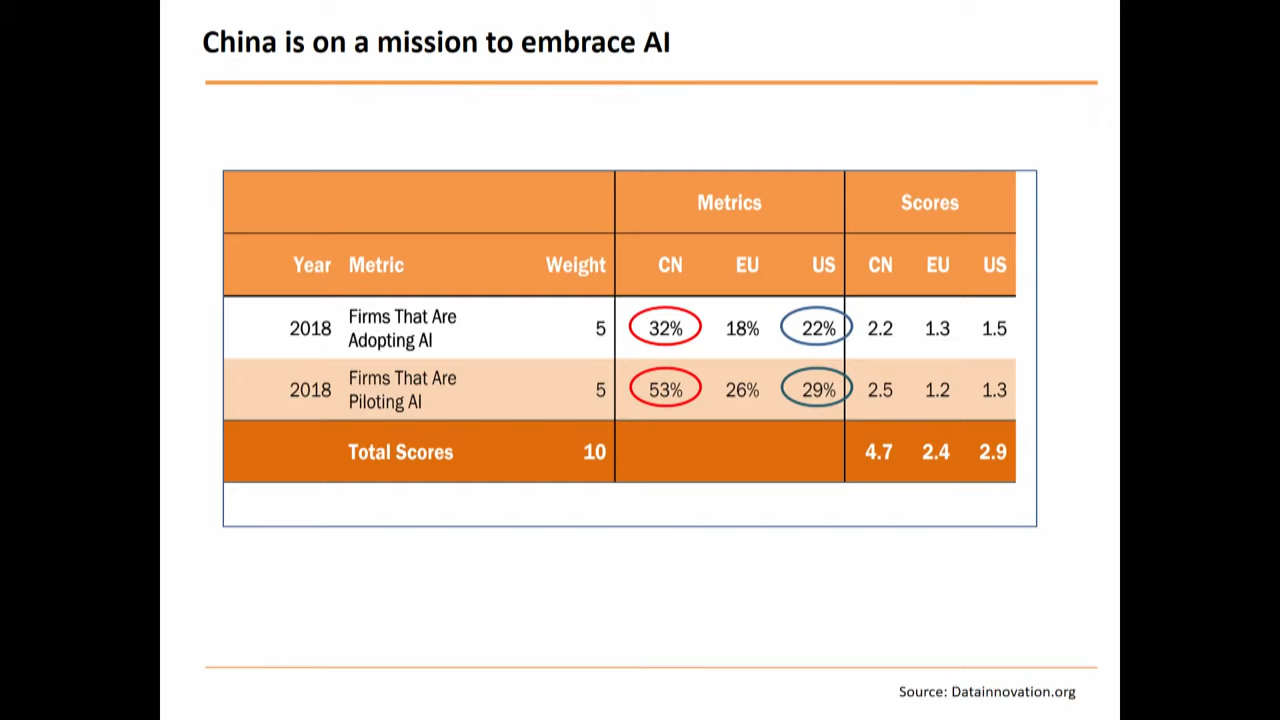 China is on a mission to embrace AI
Metrics Scores
Year Metric Weight CN EU US CN EU US
2018 Firms That Are Adopting AI 5 32% 18% 22% 2.2 1.3 1.5
2018 Firms That Are Piloting AI 5 53% 26% 29% 2.5 1.2 1.3
Total Scores 10 4.7 2.4 2.9
Source: Datainnovation.org